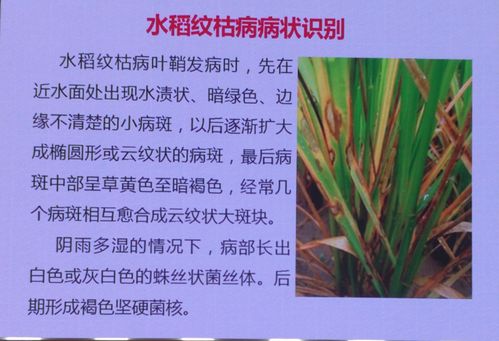 水稻纹枯病病状识别
水稻纹枯病叶鞘发病时，先在
近水面处出现水渍状、暗绿色、边
缘不清楚的小病斑，以后逐渐扩大
成椭圆形或云纹状的病斑，最后病
斑中部呈草黄色至暗褐色，经常几
个病斑相互愈合成云纹状大斑块。
阴雨多湿的情况下，病部长出
白色或灰白色的蛛丝状菌丝体。后
期形成褐色坚硬菌核。